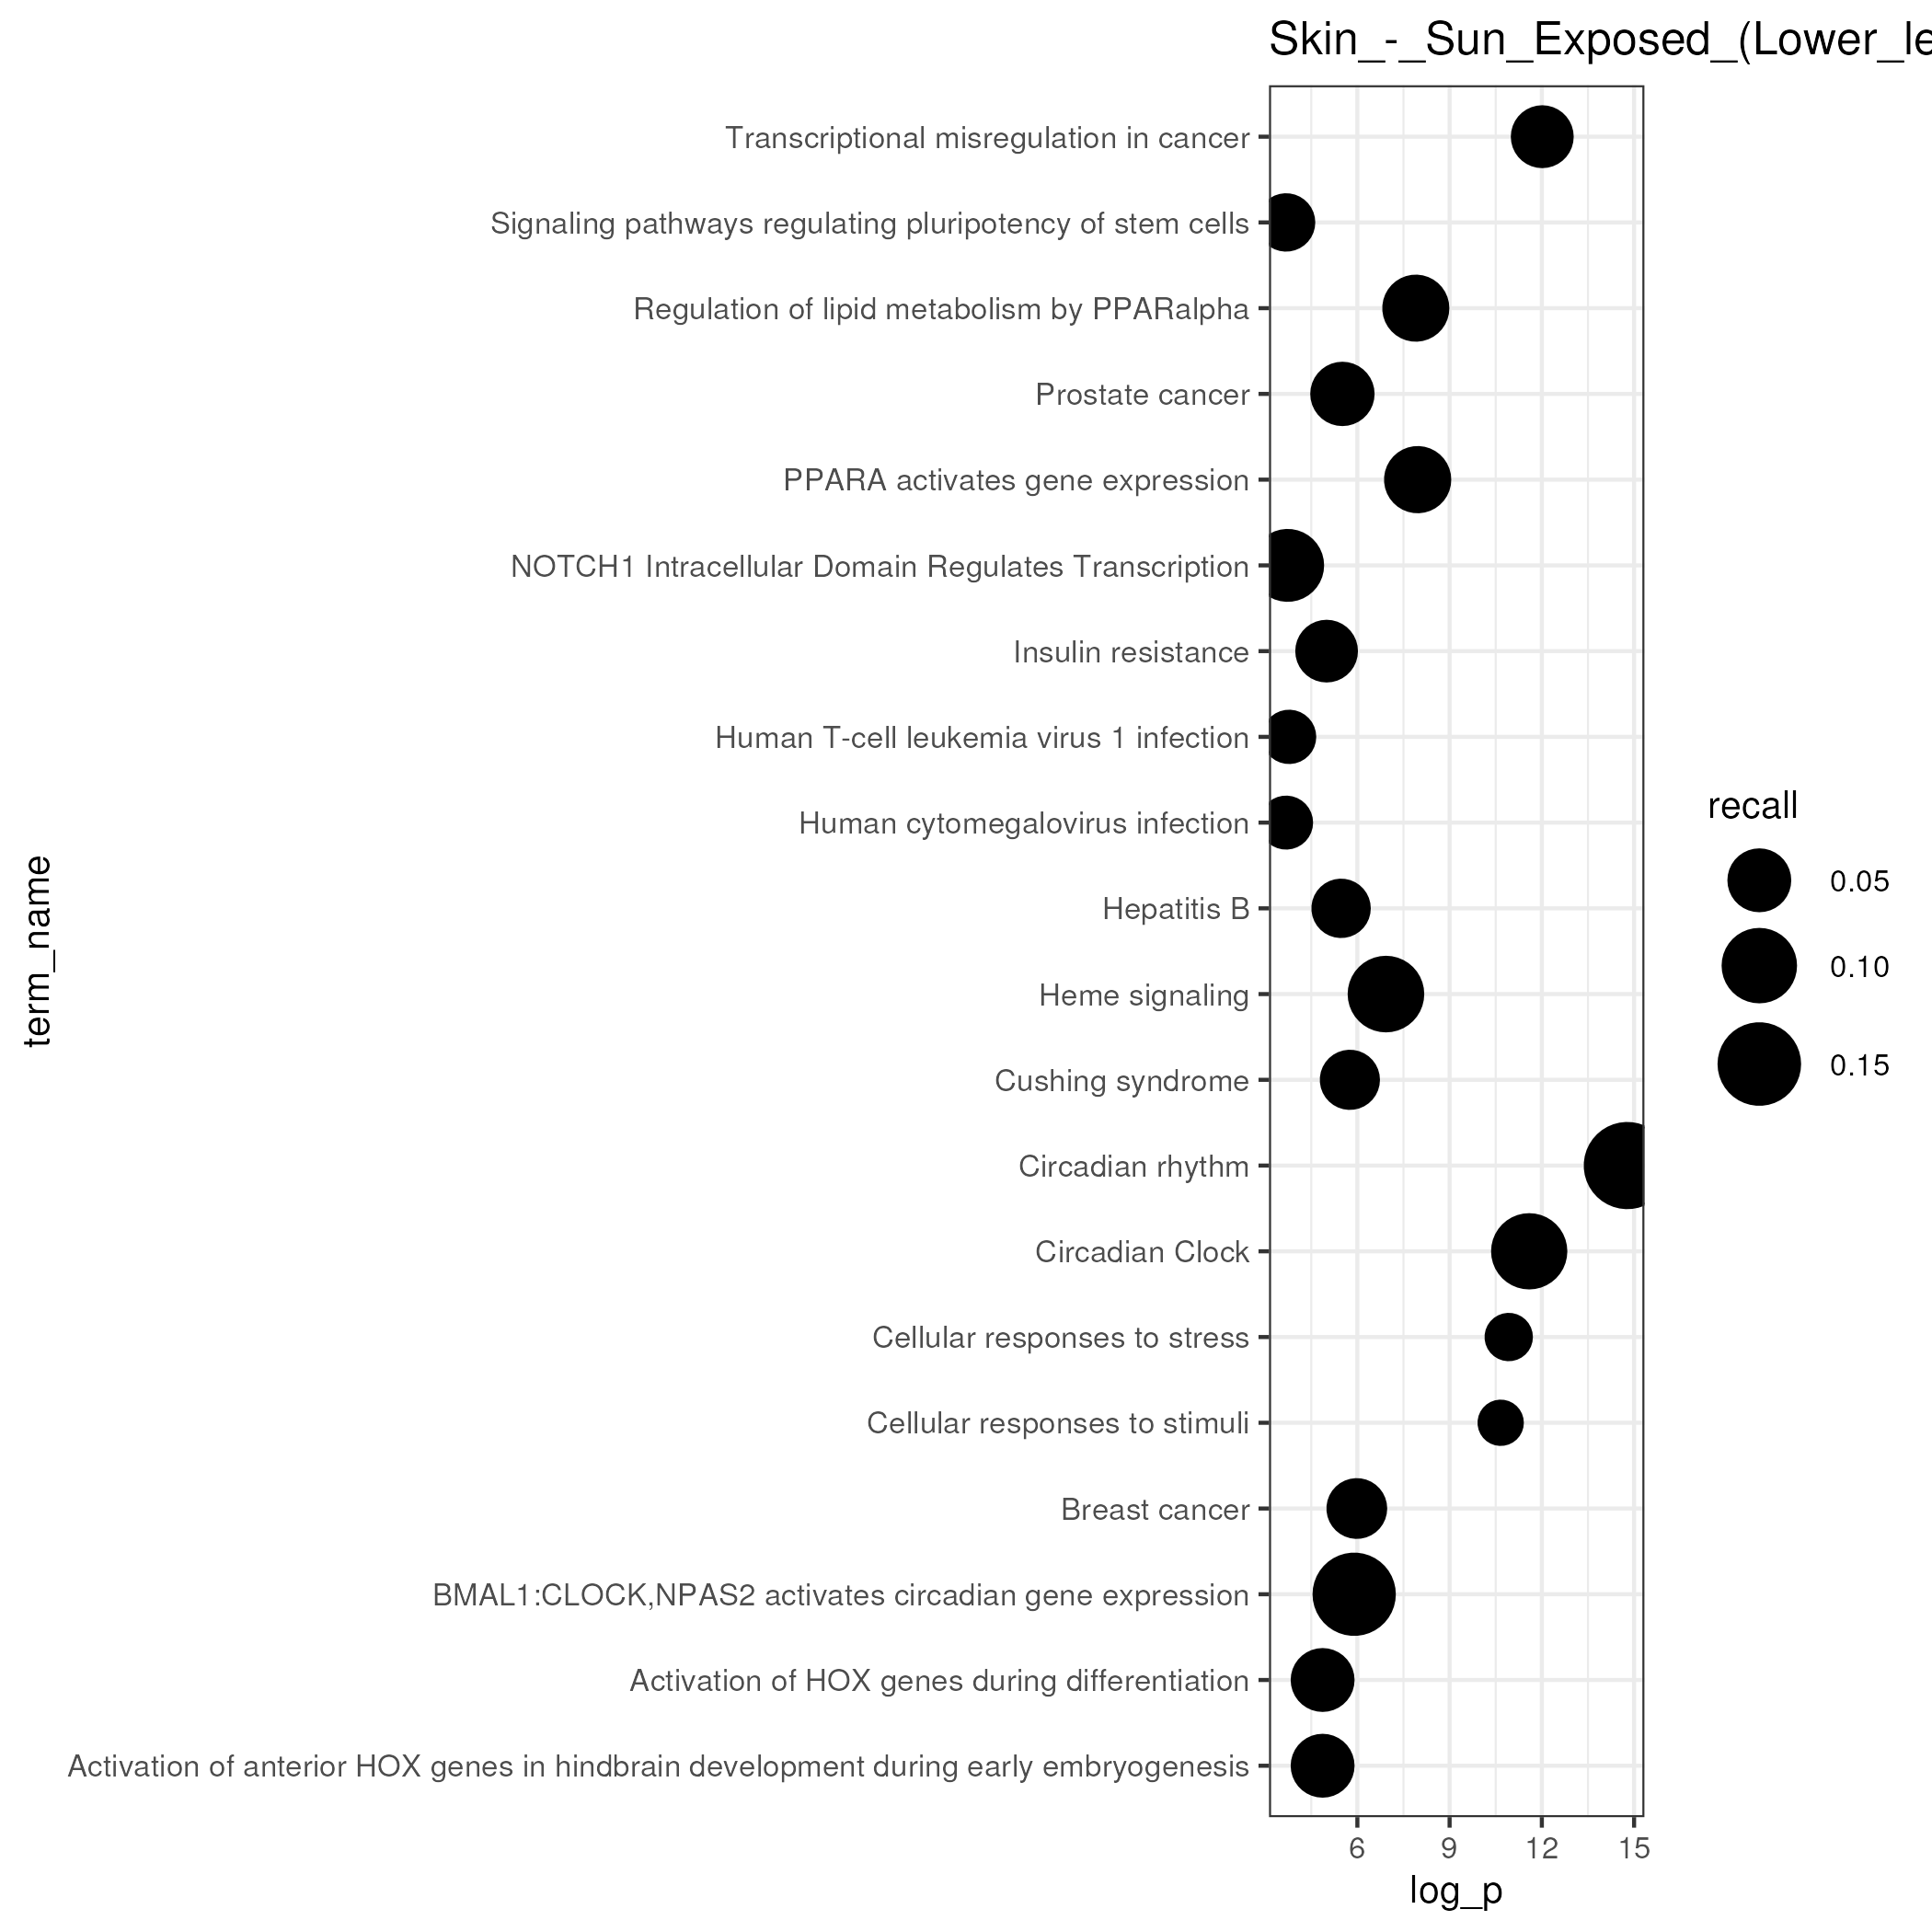 Skin_-_Sun_Exposed_(Lower_le
Transcriptional misregulation in cancer
Signaling pathways regulating pluripotency of stem cells
Regulation of lipid metabolism by PPARalpha
Prostate cancer
PPARA activates gene expression
NOTCH1 Intracellular Domain Regulates Transcription
Insulin resistance
Human T-cell leukemia virus 1 infection
Human cytomegalovirus infection
Hepatitis B
Heme signaling
Cushing syndrome
Circadian rhythm
Circadian Clock
Cellular responses to stress
Cellular responses to stimuli
Breast cancer
BMAL1:CLOCK,NPAS2 activates circadian gene expression
Activation of HOX genes during differentiation
Activation of anterior HOX genes in hindbrain development during early embryogenesis
term_name
6 9 12 15
log_p
recall
0.05
0.10
0.15